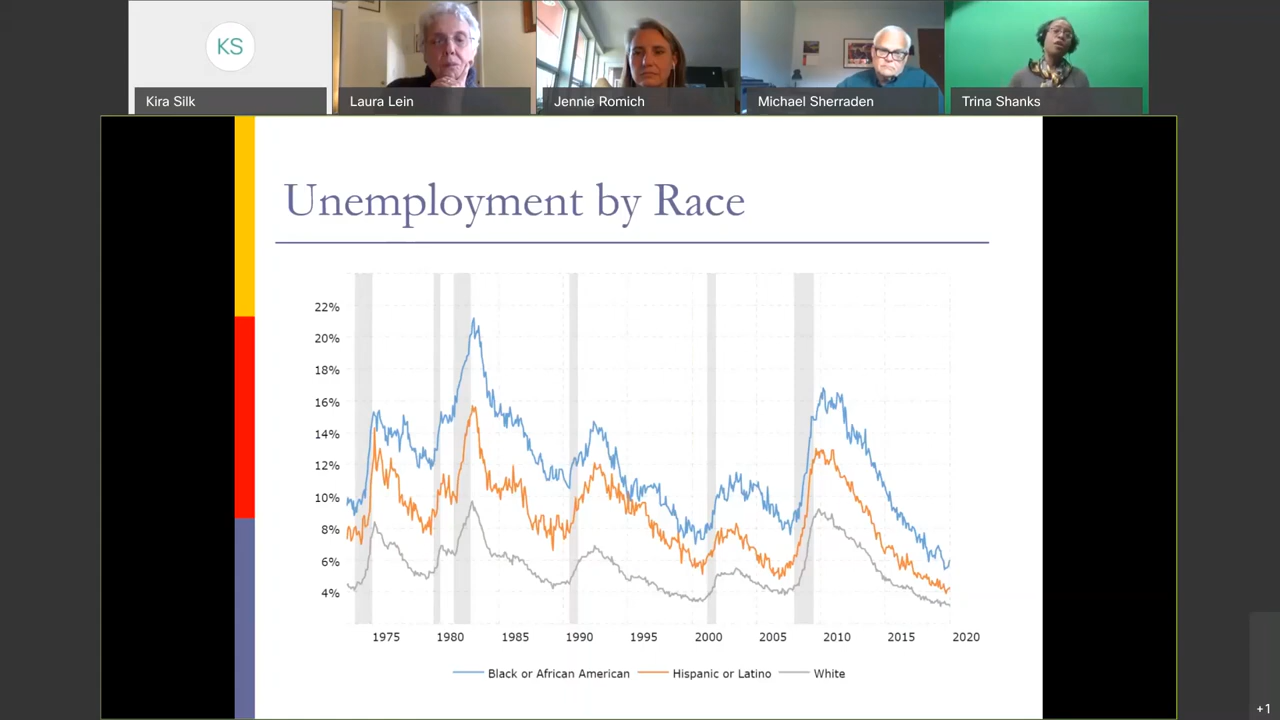 KS
Kira Silk
Laura Lein
Jennie Romich
Michael Sherraden
Trina Shanks
Unemployment by Race
22%
20%
18%
16%
14%
12%
10%
8%
6%
4%
1975 1980 1985 1990 1995 2000 2005 2010 2015 2020
Black or African American Hispanic or Latino White
+1